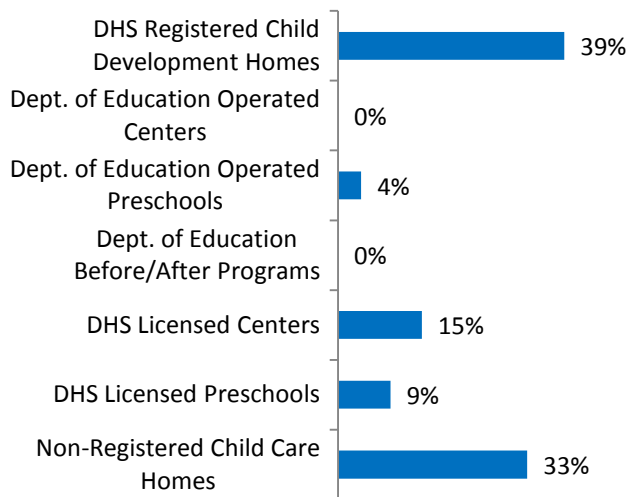 DHS Registered Child
Development Homes
39%
Dept. of Education Operated
Centers
0%
Dept. of Education Operated
Preschools
4%
Dept. of Education
Before/After Programs
0%
DHS Licensed Centers
15%
DHS Licensed Preschools
9%
Non-Registered Child Care
Homes
33%